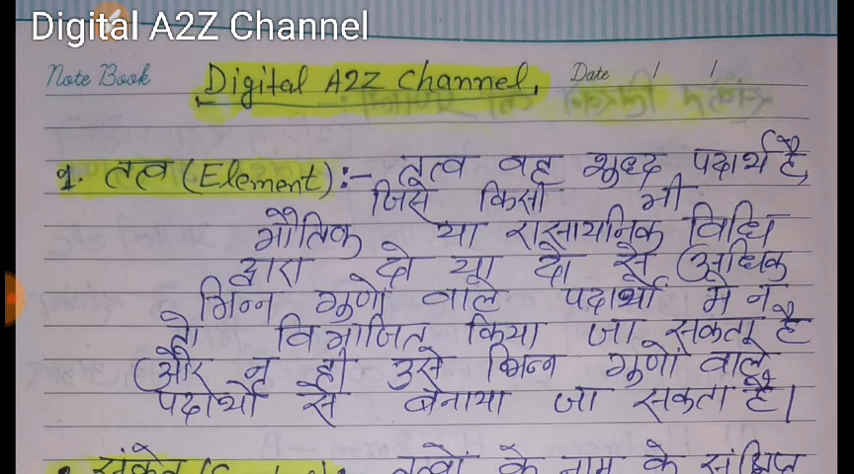 Digital A2Z Channel
Note Book Digital A2Z Channel, Date / /
1. तत्व (Element) :- तत्व वह शुध्द पदार्थ है,
जिसे किसी भी
भौतिक या रासायनिक विधि
द्वारा दो या दो से अधिक
भिन्न गुणों वाले पदार्थों में न
तो विभाजित किया जा सकता है
और न ही उसे भिन्न गुणों वाले
पदार्थों से बनाया जा सकता है।
संकेत तत्वों के नाम के संक्षिप्त